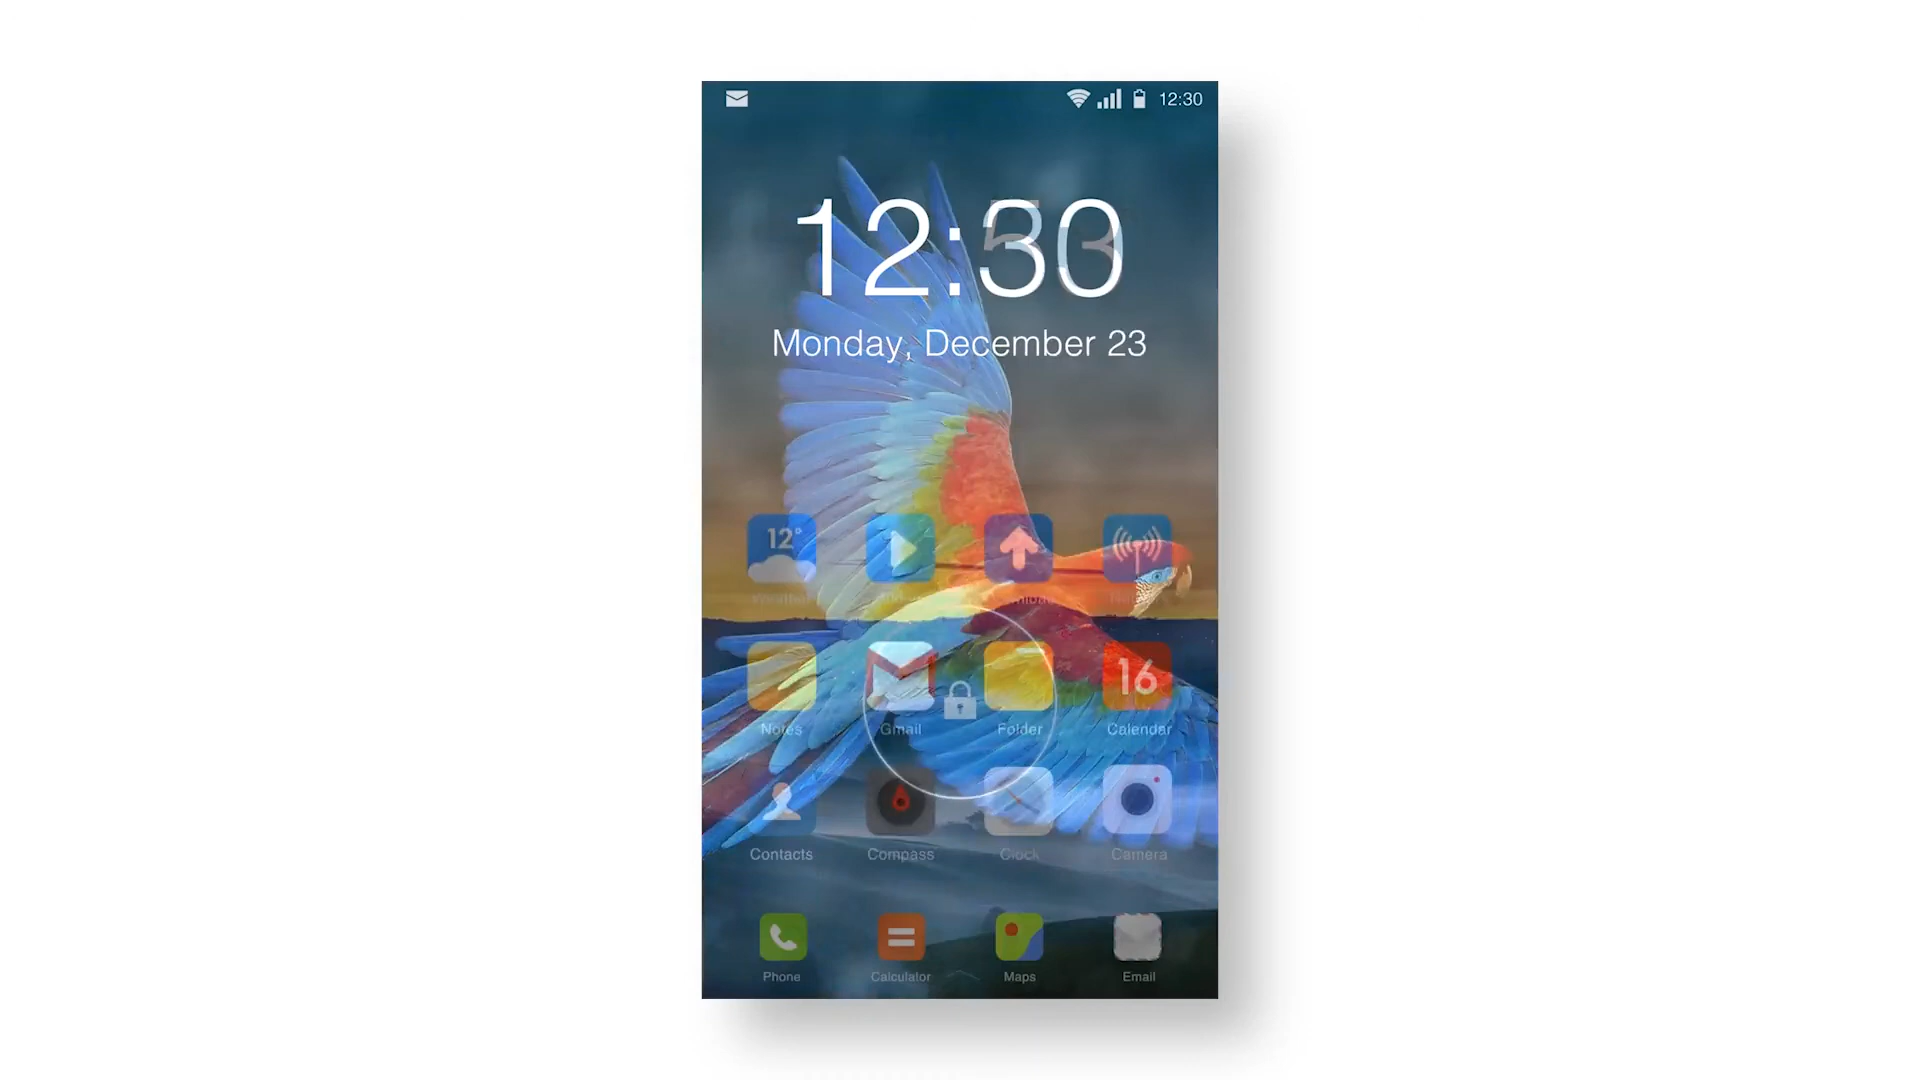 12:30
12:30
Monday, December 23
12°
Weather
Notes
Gmail
Folder
16
Calendar
Contacts
Compass
Clock
Camera
Phone
Calculator
Maps
Email